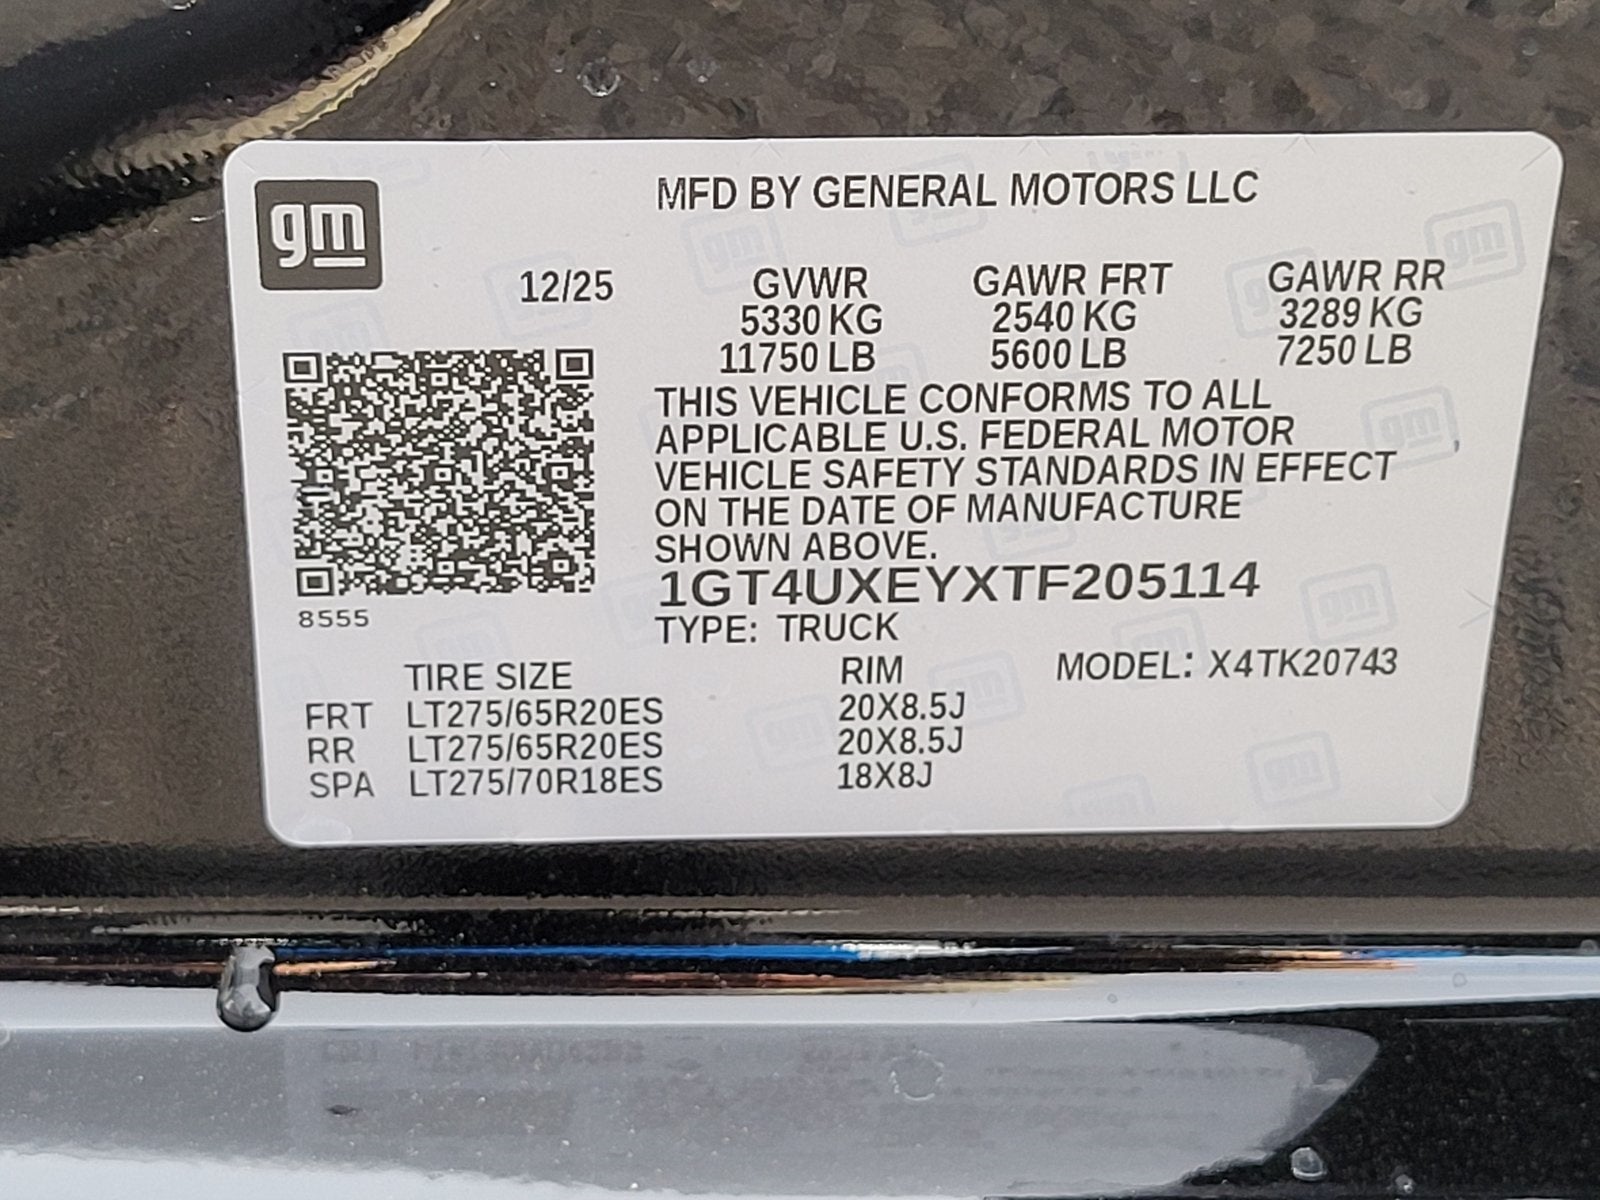 gm
MFD BY GENERAL MOTORS LLC
12/25
GVWR GAWR FRT GAWR RR
5330 KG 2540 KG 3289 KG
11750 LB 5600 LB 7250 LB
THIS VEHICLE CONFORMS TO ALL
APPLICABLE U.S. FEDERAL MOTOR
VEHICLE SAFETY STANDARDS IN EFFECT
ON THE DATE OF MANUFACTURE
SHOWN ABOVE.
1GT4UXEYXTF205114
8555
TYPE: TRUCK
TIRE SIZE RIM MODEL: X4TK20743
FRT LT275/65R20ES 20X8.5J
RR LT275/65R20ES 20X8.5J
SPA LT275/70R18ES 18X8J